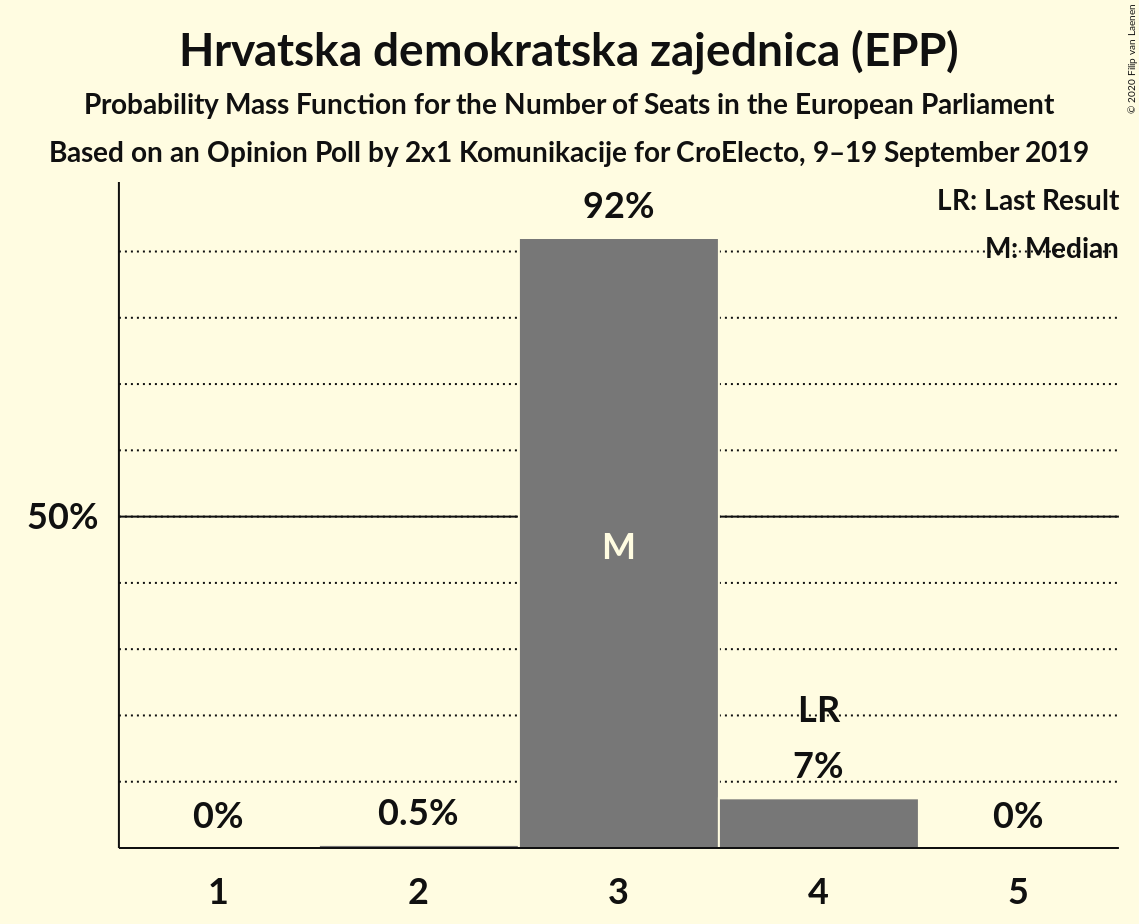 Hrvatska demokratska zajednica (EPP)
Probability Mass Function for the Number of Seats in the European Parliament
Based on an Opinion Poll by 2x1 Komunikacije for CroElecto, 9–19 September 2019
© 2020 Filip van Laenen
LR: Last Result
M: Median
92%
50%
M
LR
7%
0%
0.5%
0%
1 2 3 4 5